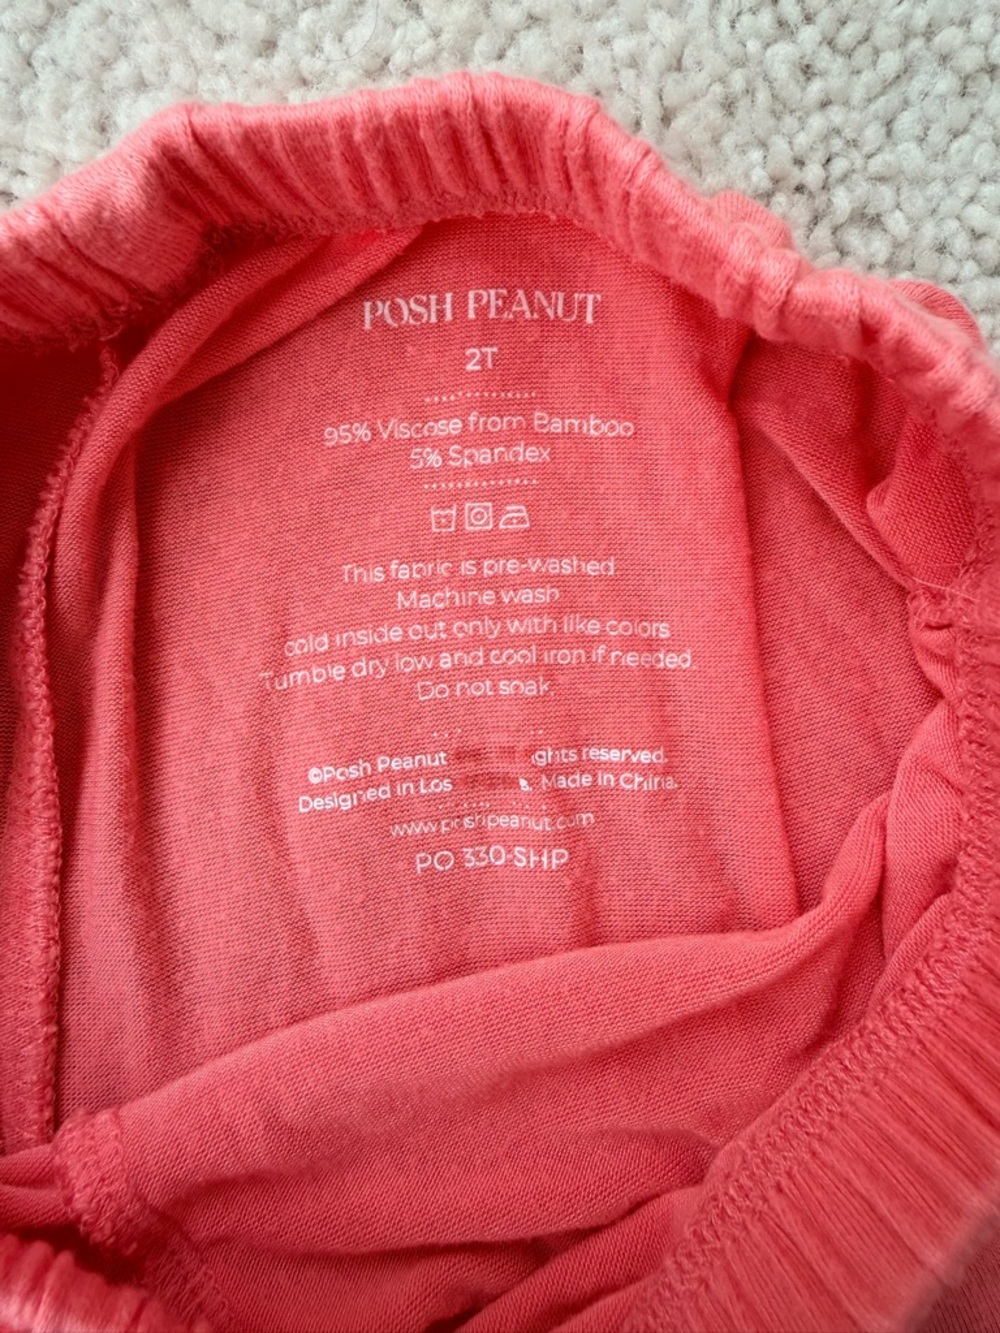 POSH PEANUT
2T
95% Viscose from Bamboo
5% Spandex
This fabric is pre-washed
Machine wash
cold inside out only with like colors
Tumble dry low and cool iron if needed
Do not soak
©Posh Peanut ghts reserved.
Designed in Los Made in China.
www.poshpeanut.com
PO 330-SHP